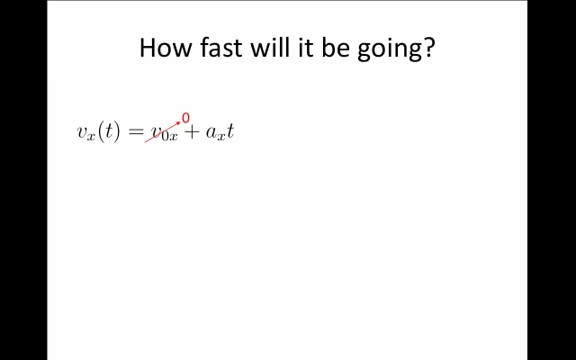 How fast will it be going?
0
vₓ(t) = v₀ₓ + aₓt